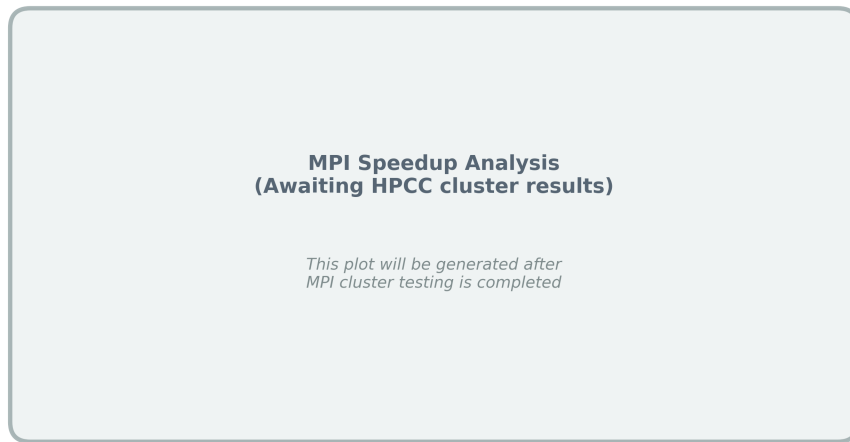 MPI Speedup Analysis
(Awaiting HPCC cluster results)
This plot will be generated after
MPI cluster testing is completed